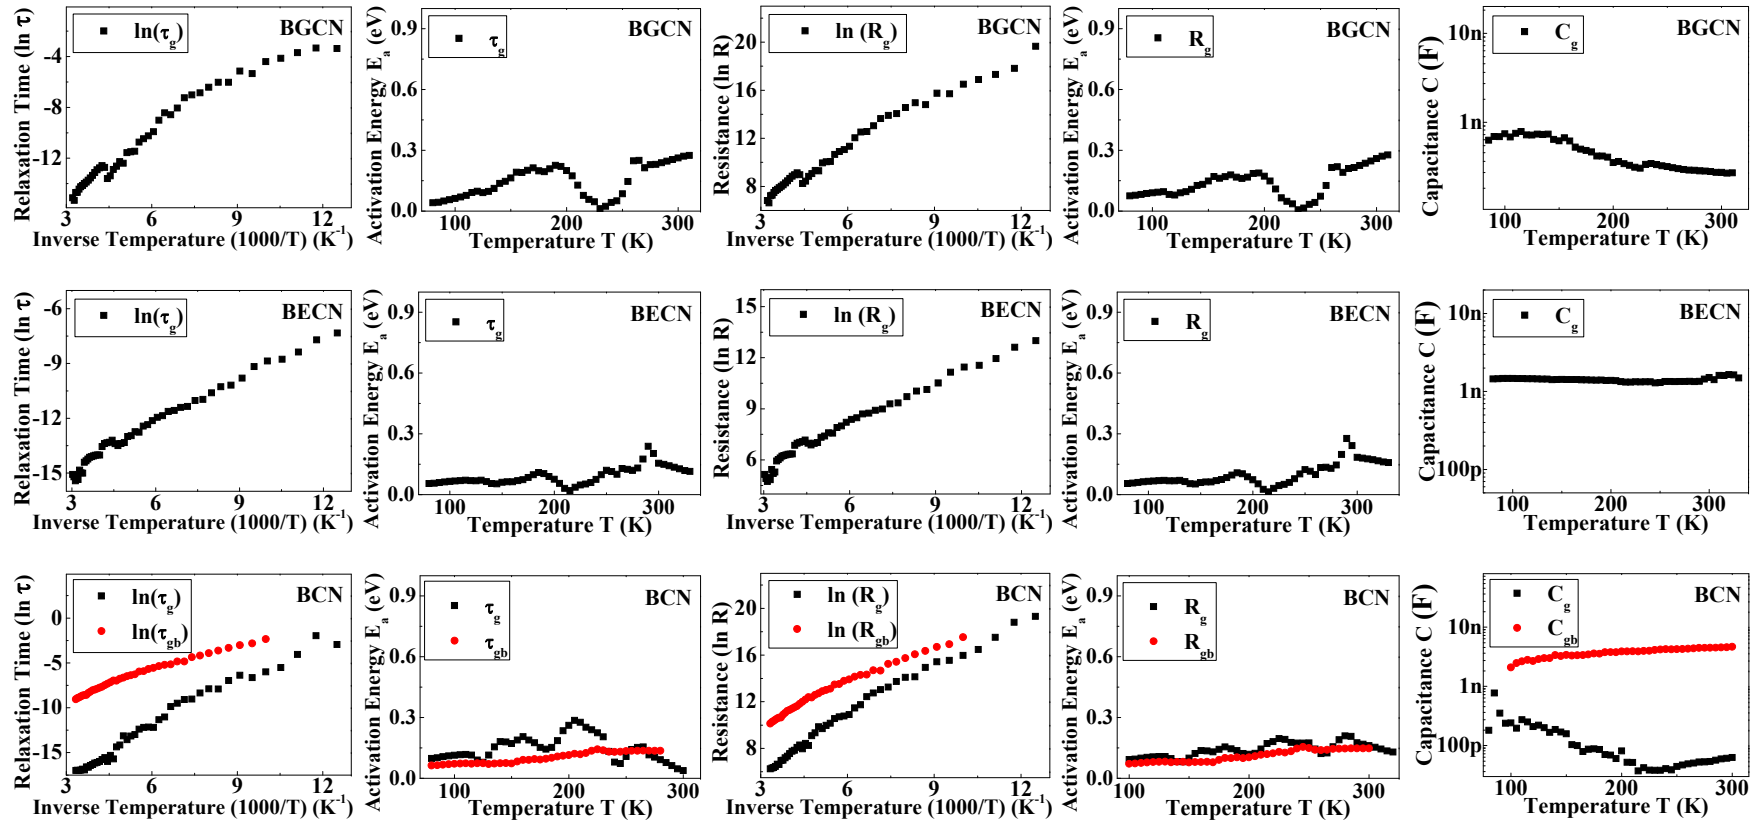 Relaxation Time (ln τ)
-4
-8
-12
ln(τg)
BGCN
3 6 9 12
Inverse Temperature (1000/T) (K-1)
Activation Energy Ea (eV)
0.9
0.6
0.3
0.0
τg
BGCN
100 200 300
Temperature T (K)
Resistance (ln R)
20
16
12
8
ln (Rg)
BGCN
3 6 9 12
Inverse Temperature (1000/T) (K-1)
Activation Energy Ea (eV)
0.9
0.6
0.3
0.0
Rg
BGCN
100 200 300
Temperature T (K)
Capacitance C (F)
10n
1n
Cg
BGCN
100 200 300
Temperature T (K)
Relaxation Time (ln τ)
-6
-9
-12
-15
ln(τg)
BECN
3 6 9 12
Inverse Temperature (1000/T) (K-1)
Activation Energy Ea (eV)
0.9
0.6
0.3
0.0
τg
BECN
100 200 300
Temperature T (K)
Resistance (ln R)
15
12
9
6
ln (Rg)
BECN
3 6 9 12
Inverse Temperature (1000/T) (K-1)
Activation Energy Ea (eV)
0.9
0.6
0.3
0.0
Rg
BECN
100 200 300
Temperature T (K)
Capacitance C (F)
10n
1n
100p
Cg
BECN
100 200 300
Temperature T (K)
Relaxation Time (ln τ)
0
-5
-10
-15
ln(τg)
ln(τgb)
BCN
3 6 9 12
Inverse Temperature (1000/T) (K-1)
Activation Energy Ea (eV)
0.9
0.6
0.3
0.0
τg
τgb
BCN
100 200 300
Temperature T (K)
Resistance (ln R)
20
16
12
8
ln (Rg)
ln (Rgb)
BCN
3 6 9 12
Inverse Temperature (1000/T) (K-1)
Activation Energy Ea (eV)
0.9
0.6
0.3
0.0
Rg
Rgb
BCN
100 150 200 250 300
Temperature T (K)
Capacitance C (F)
10n
1n
100p
Cg
Cgb
BCN
100 200 300
Temperature T (K)